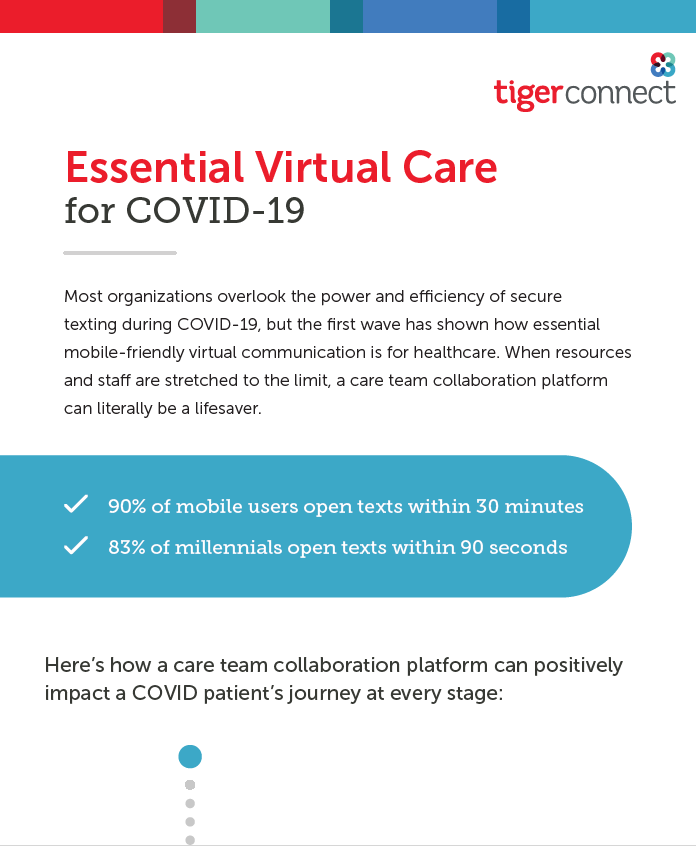 tigerconnect
Essential Virtual Care
for COVID-19
Most organizations overlook the power and efficiency of secure
texting during COVID-19, but the first wave has shown how essential
mobile-friendly virtual communication is for healthcare. When resources
and staff are stretched to the limit, a care team collaboration platform
can literally be a lifesaver.
90% of mobile users open texts within 30 minutes
83% of millennials open texts within 90 seconds
Here’s how a care team collaboration platform can positively
impact a COVID patient’s journey at every stage: